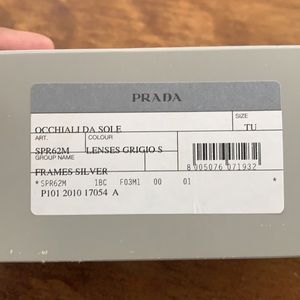 PRADA
OCCHIALI DA SOLE
ART. COLOUR SIZE
SPR62M LENSES GRIGIO S TU
GROUP NAME
FRAMES SILVER
8 005076 071932
*SPR62M 1BC F03M1 00 01
P101 2010 17054 A